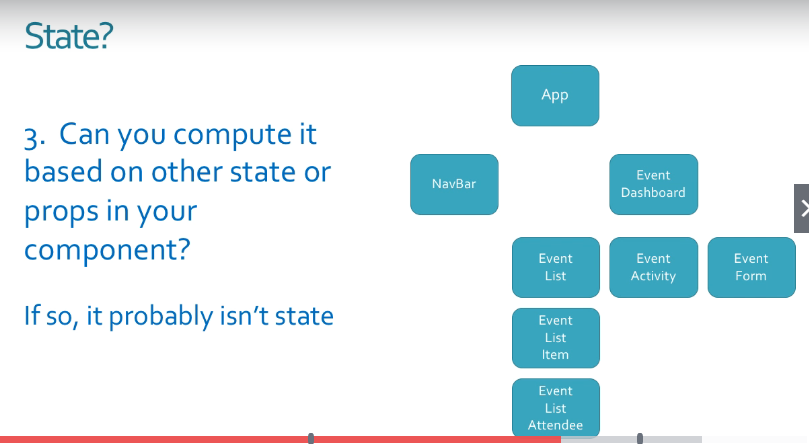 State?
3. Can you compute it
based on other state or
props in your
component?
If so, it probably isn't state
App
NavBar
Event
Dashboard
Event
List
Event
Activity
Event
Form
Event
List
Item
Event
List
Attendee